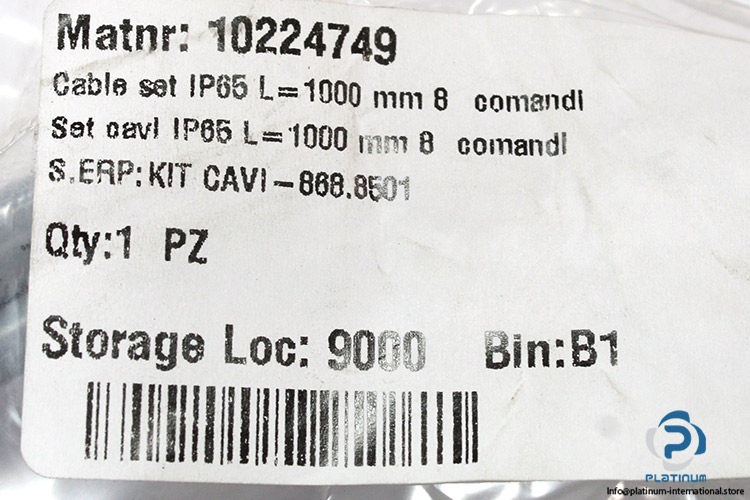 Matnr: 10224749
Cable set IP65 L=1000 mm 8 comandi
Set cavi IP65 L=1000 mm 8 comandi
S.ERP: KIT CAVI-868.8501
Qty:1 PZ
Storage Loc: 9000 Bin:B1
PLATINUM
Info@platinum-international.store